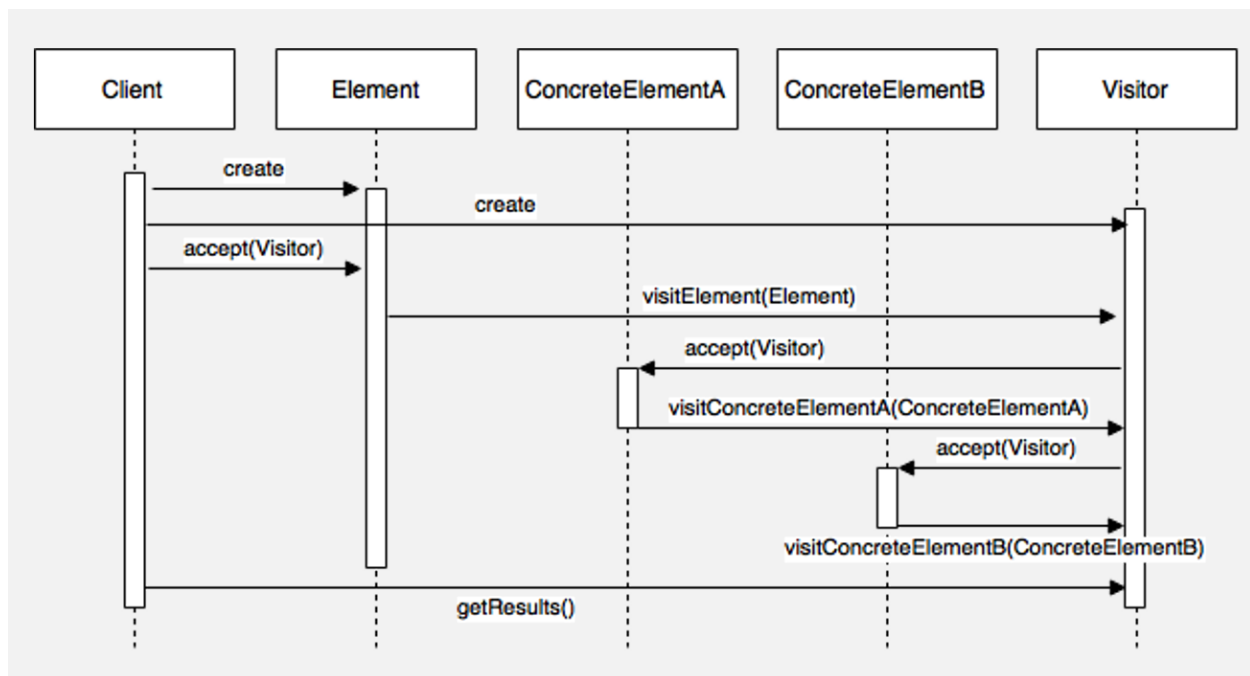 Client
Element
ConcreteElementA
ConcreteElementB
Visitor
create
create
accept(Visitor)
visitElement(Element)
accept(Visitor)
visitConcreteElementA(ConcreteElementA)
accept(Visitor)
visitConcreteElementB(ConcreteElementB)
getResults()